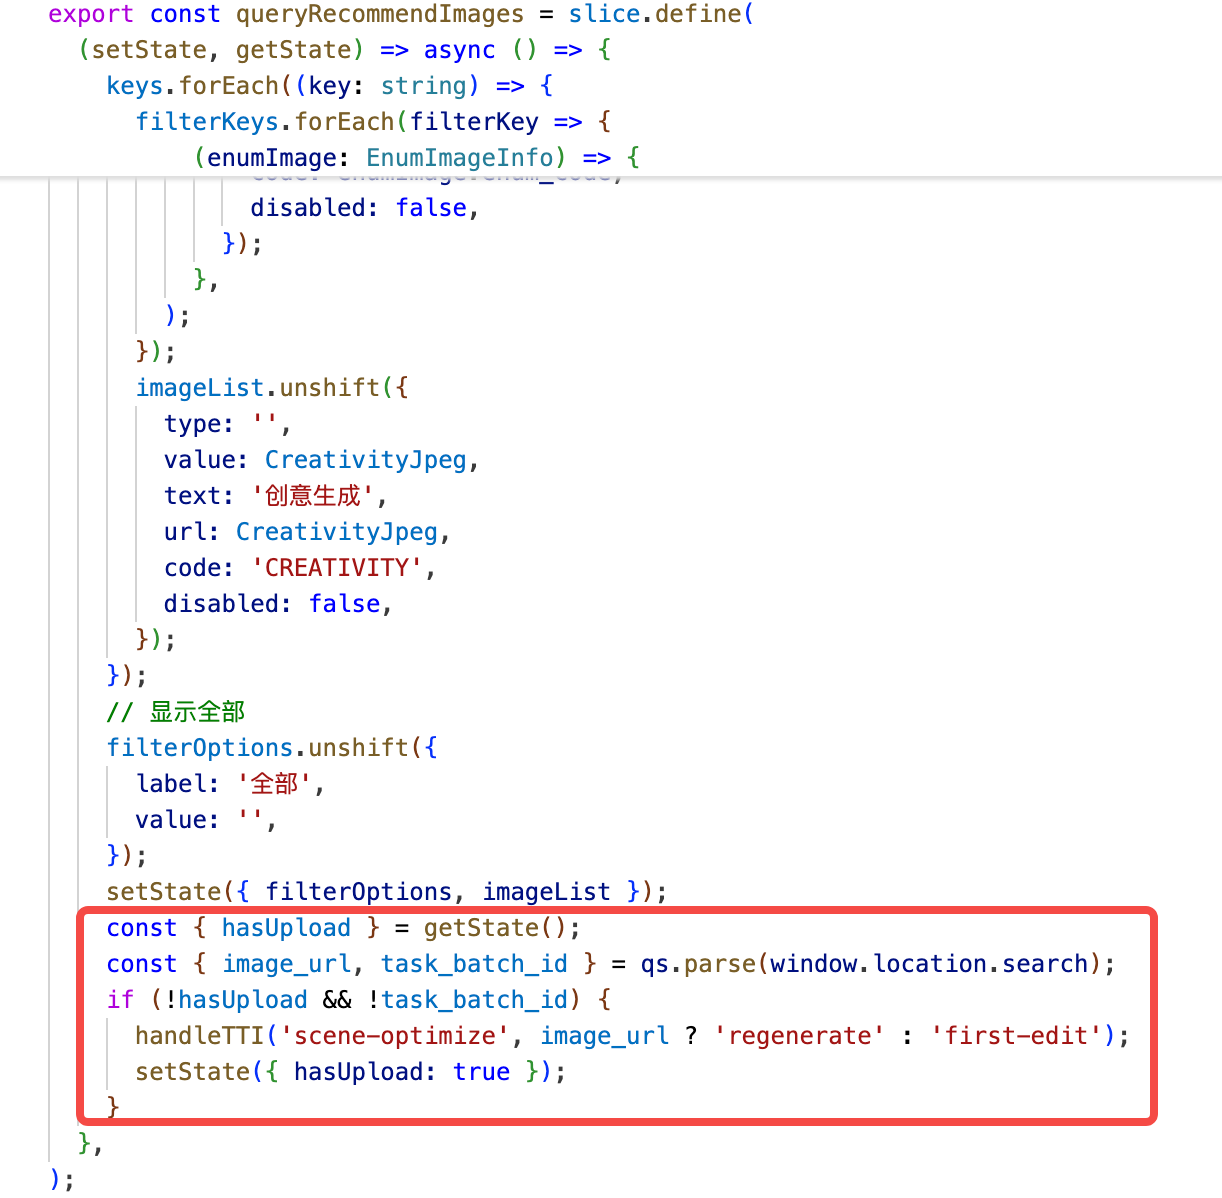 export const queryRecommendImages = slice.define(
  (setState, getState) => async () => {
    keys.forEach((key: string) => {
      filterKeys.forEach(filterKey => {
          (enumImage: EnumImageInfo) => {
              disabled: false,
            });
          },
        );
      });
      imageList.unshift({
        type: '',
        value: CreativityJpeg,
        text: '创意生成',
        url: CreativityJpeg,
        code: 'CREATIVITY',
        disabled: false,
      });
    });
    // 显示全部
    filterOptions.unshift({
      label: '全部',
      value: '',
    });
    setState({ filterOptions, imageList });
    const { hasUpload } = getState();
    const { image_url, task_batch_id } = qs.parse(window.location.search);
    if (!hasUpload && !task_batch_id) {
      handleTTI('scene-optimize', image_url ? 'regenerate' : 'first-edit');
      setState({ hasUpload: true });
    }
  },
);